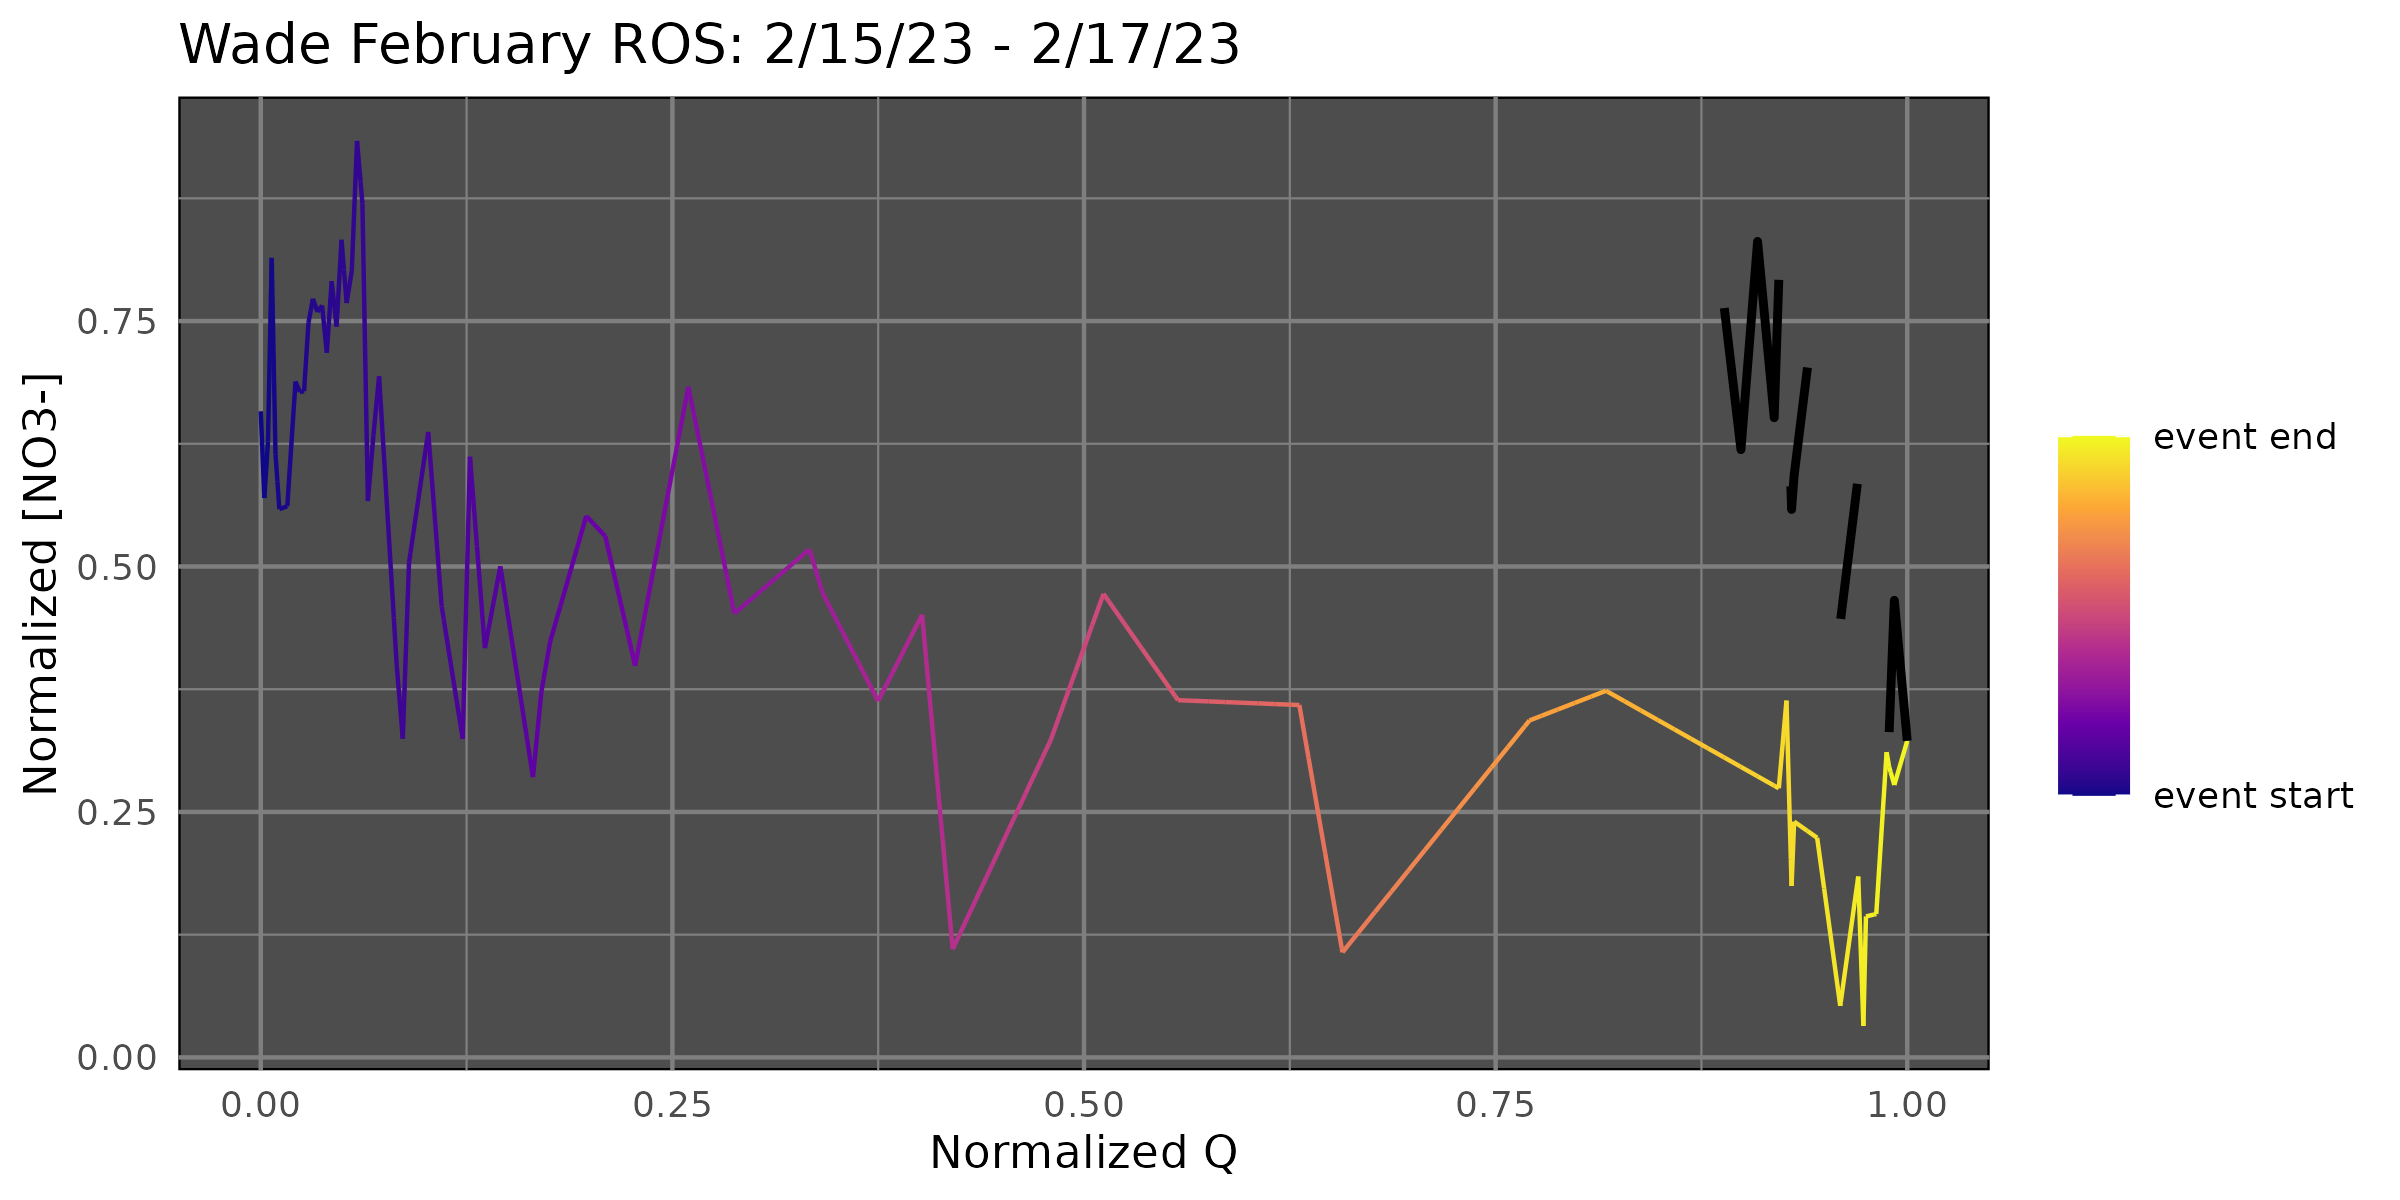 Wade February ROS: 2/15/23 - 2/17/23
Normalized [NO3-]
0.75
0.50
0.25
0.00
0.00 0.25 0.50 0.75 1.00
Normalized Q
event end
event start